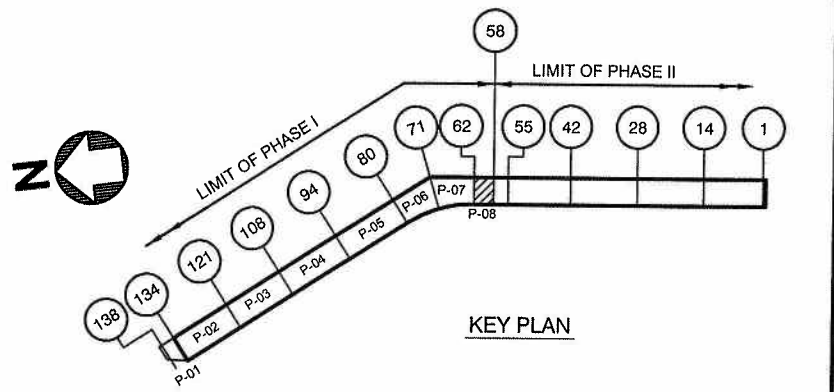 58
LIMIT OF PHASE II
LIMIT OF PHASE I
71
62
55
42
28
14
1
80
94
108
121
134
138
N
P-08
P-07
P-06
P-05
P-04
P-03
P-02
P-01
KEY PLAN